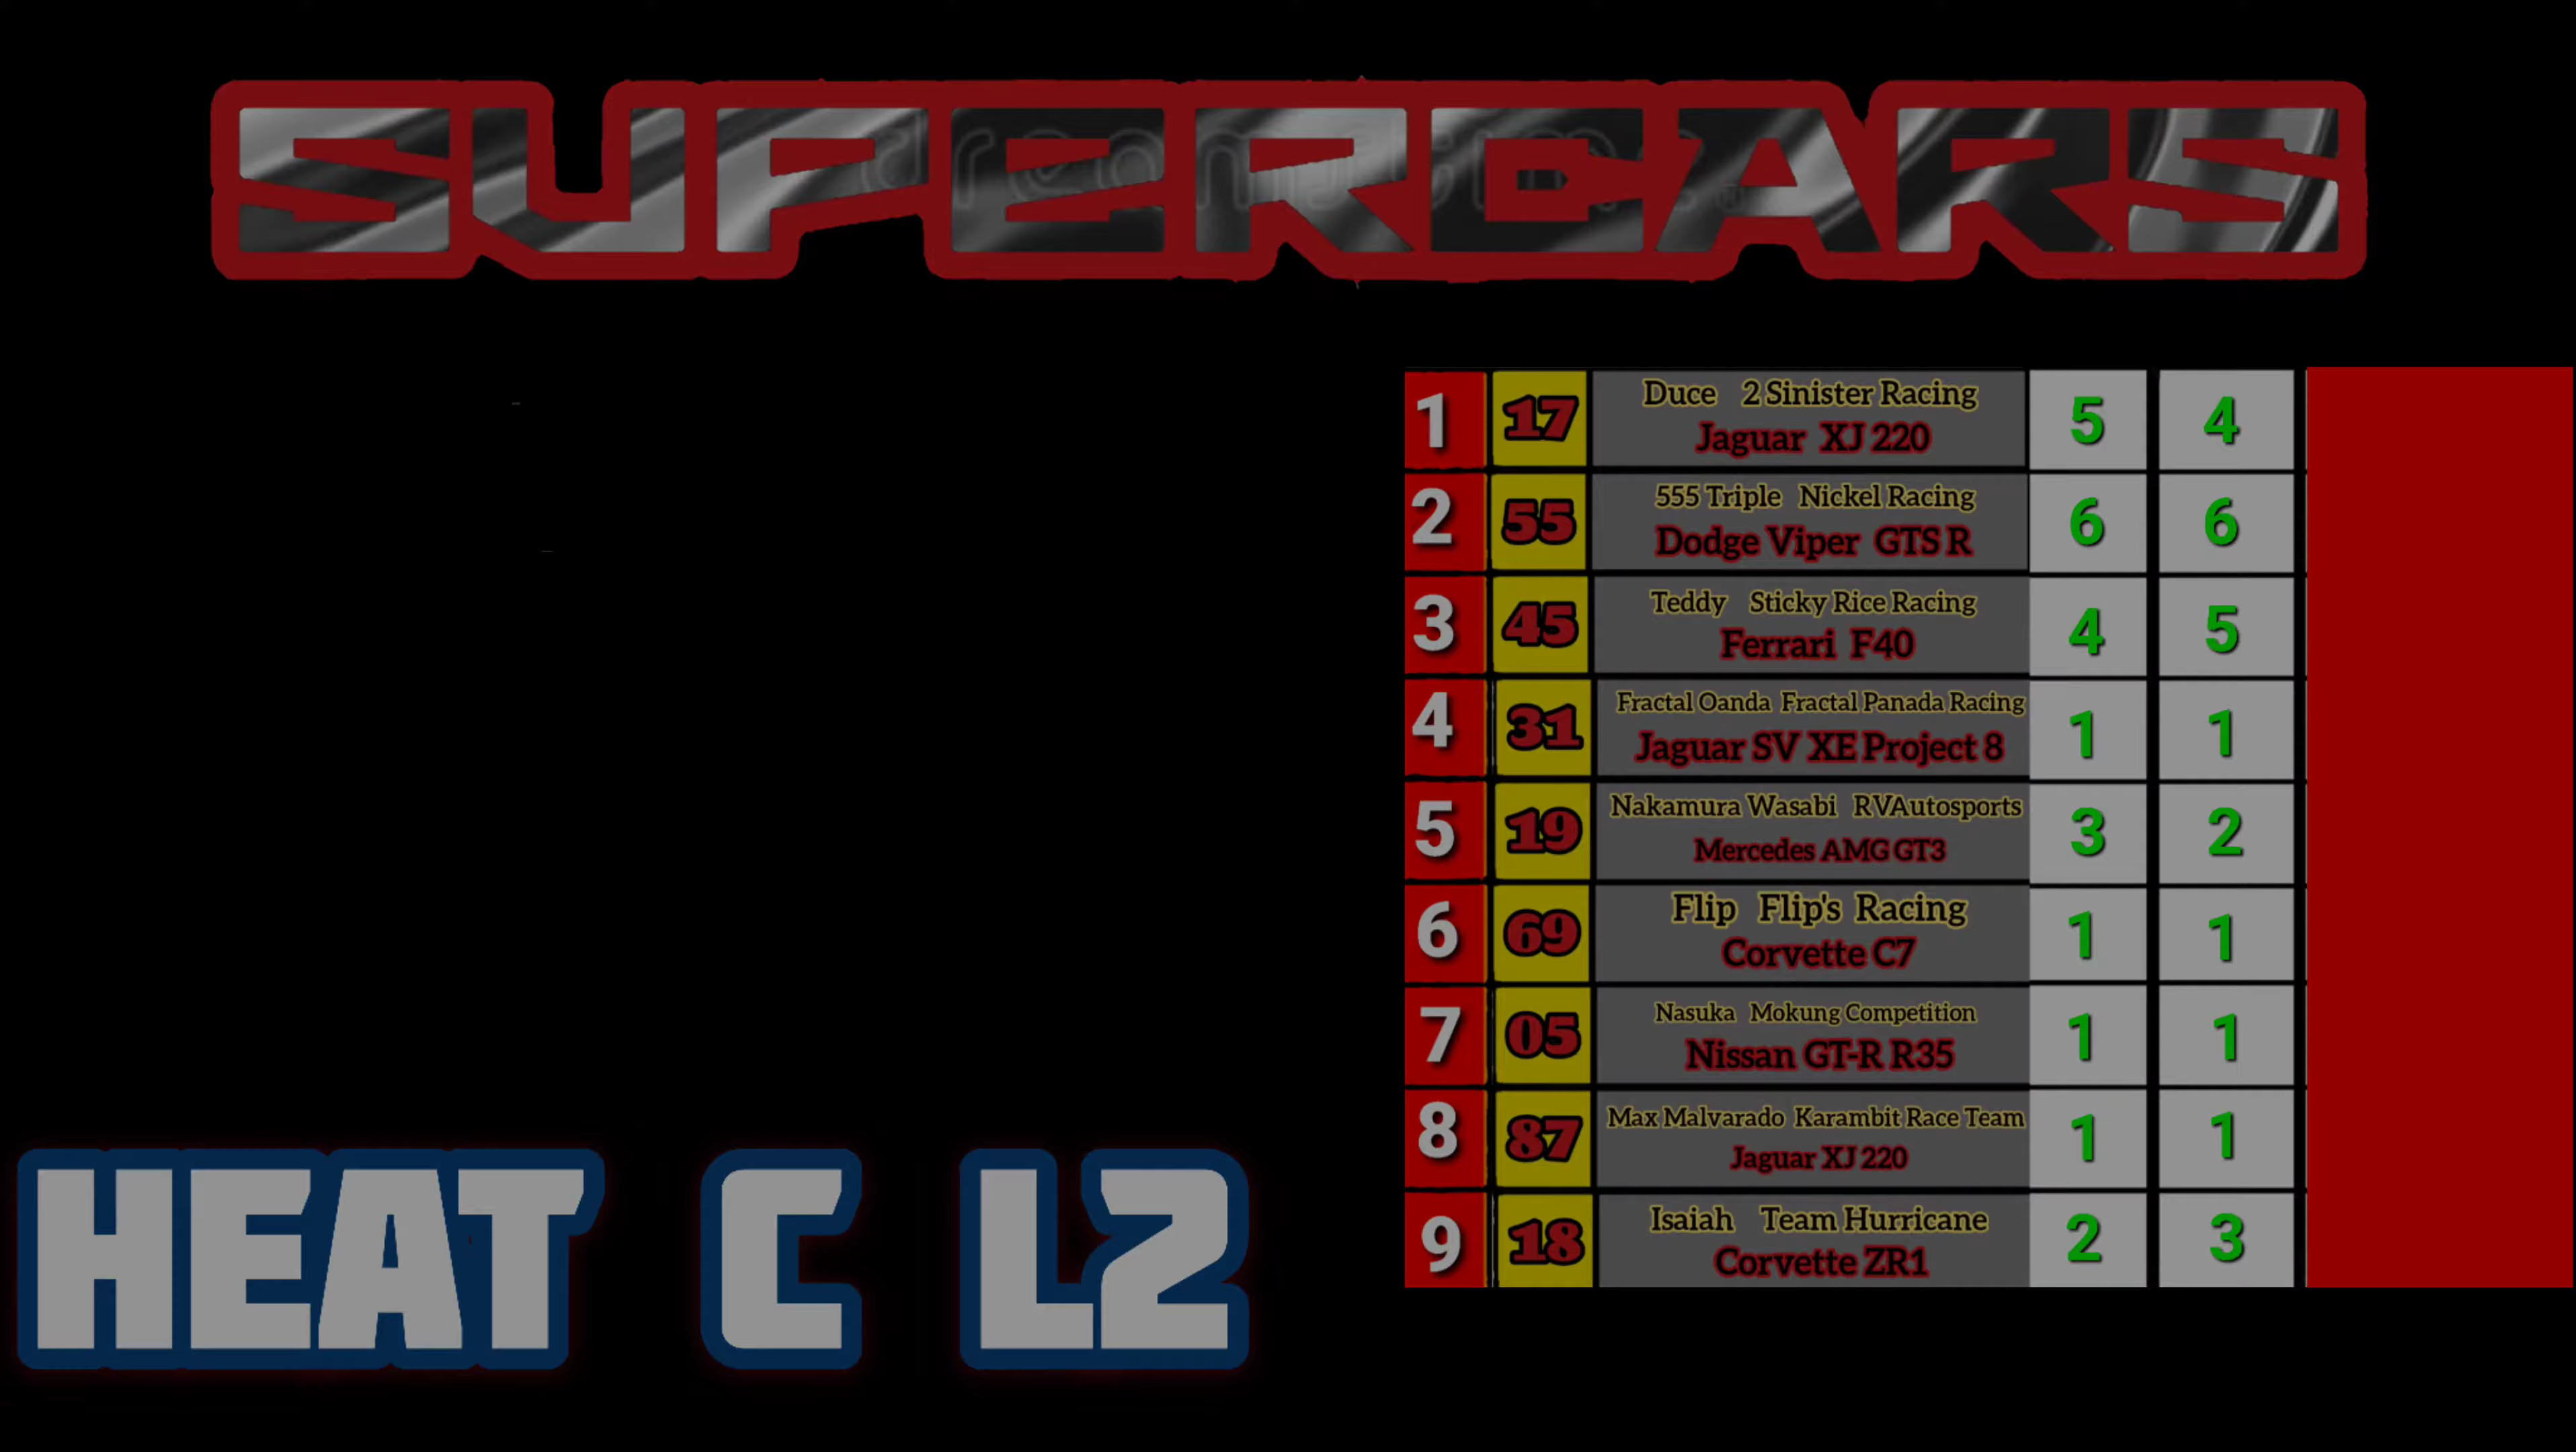 SUPERCARS
dreamstime
1 17 Duce 2 Sinister Racing 5 4
Jaguar XJ 220
2 55 555 Triple Nickel Racing 6 6
Dodge Viper GTS R
3 45 Teddy Sticky Rice Racing 4 5
Ferrari F40
4 31 Fractal Oanda Fractal Panada Racing 1 1
Jaguar SV XE Project 8
5 19 Nakamura Wasabi RVAutosports 3 2
Mercedes AMG GT3
6 69 Flip Flip's Racing 1 1
Corvette C7
7 05 Nasuka Mokung Competition 1 1
Nissan GT-R R35
8 87 Max Malvarado Karambit Race Team 1 1
Jaguar XJ 220
9 18 Isaiah Team Hurricane 2 3
Corvette ZR1
HEAT C L2